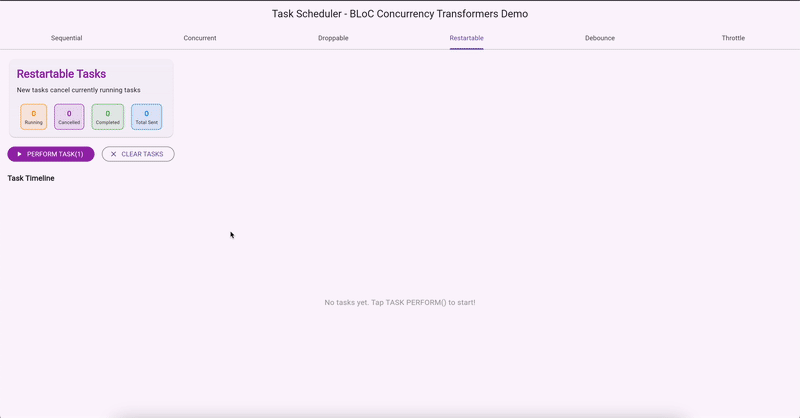 Task Scheduler - BLoC Concurrency Transformers Demo
Sequential Concurrent Droppable Restartable Debounce Throttle
Restartable Tasks
New tasks cancel currently running tasks
0 0 0 0
Running Cancelled Completed Total Sent
PERFORM TASK(1) CLEAR TASKS
Task Timeline
No tasks yet. Tap TASK PERFORM() to start!